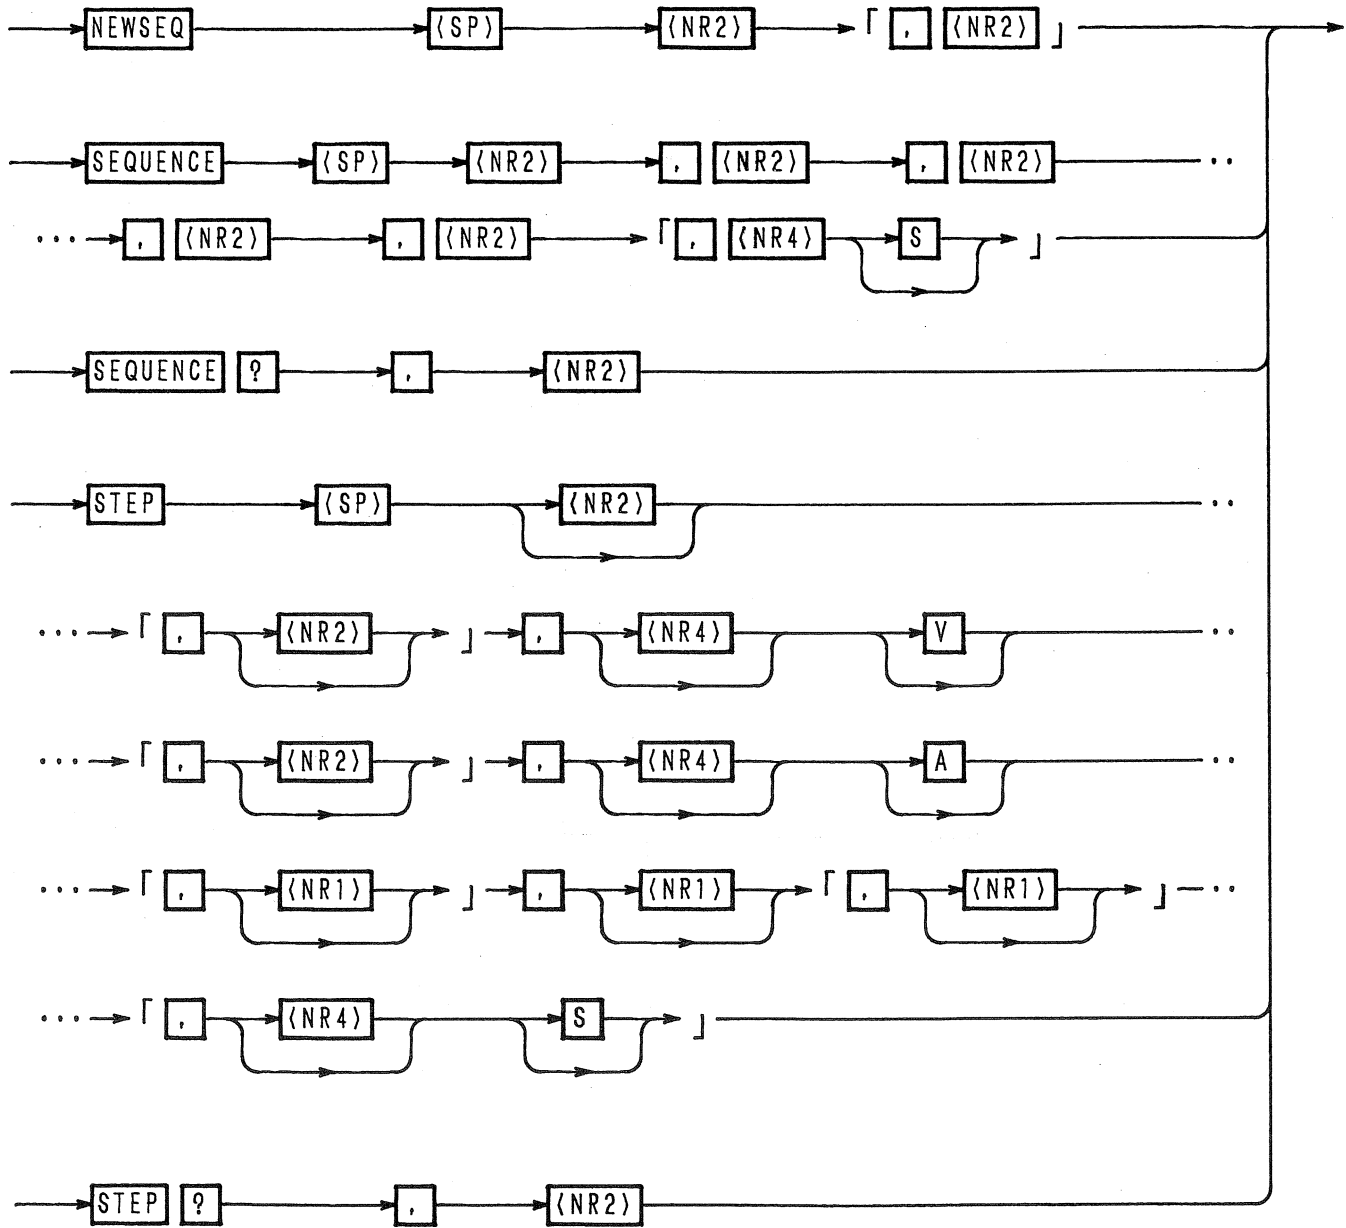 NEWSEQ 〈SP〉 〈NR2〉 「 , 〈NR2〉 」
SEQUENCE 〈SP〉 〈NR2〉 , 〈NR2〉 , 〈NR2〉 ··
··· , 〈NR2〉 , 〈NR2〉 「 , 〈NR4〉 S 」
SEQUENCE ? , 〈NR2〉
STEP 〈SP〉 〈NR2〉 ··
··· 「 , 〈NR2〉 」 , 〈NR4〉 V ··
··· 「 , 〈NR2〉 」 , 〈NR4〉 A ··
··· 「 , 〈NR1〉 」 , 〈NR1〉 「 , 〈NR1〉 」 ··
··· 「 , 〈NR4〉 S 」
STEP ? , 〈NR2〉